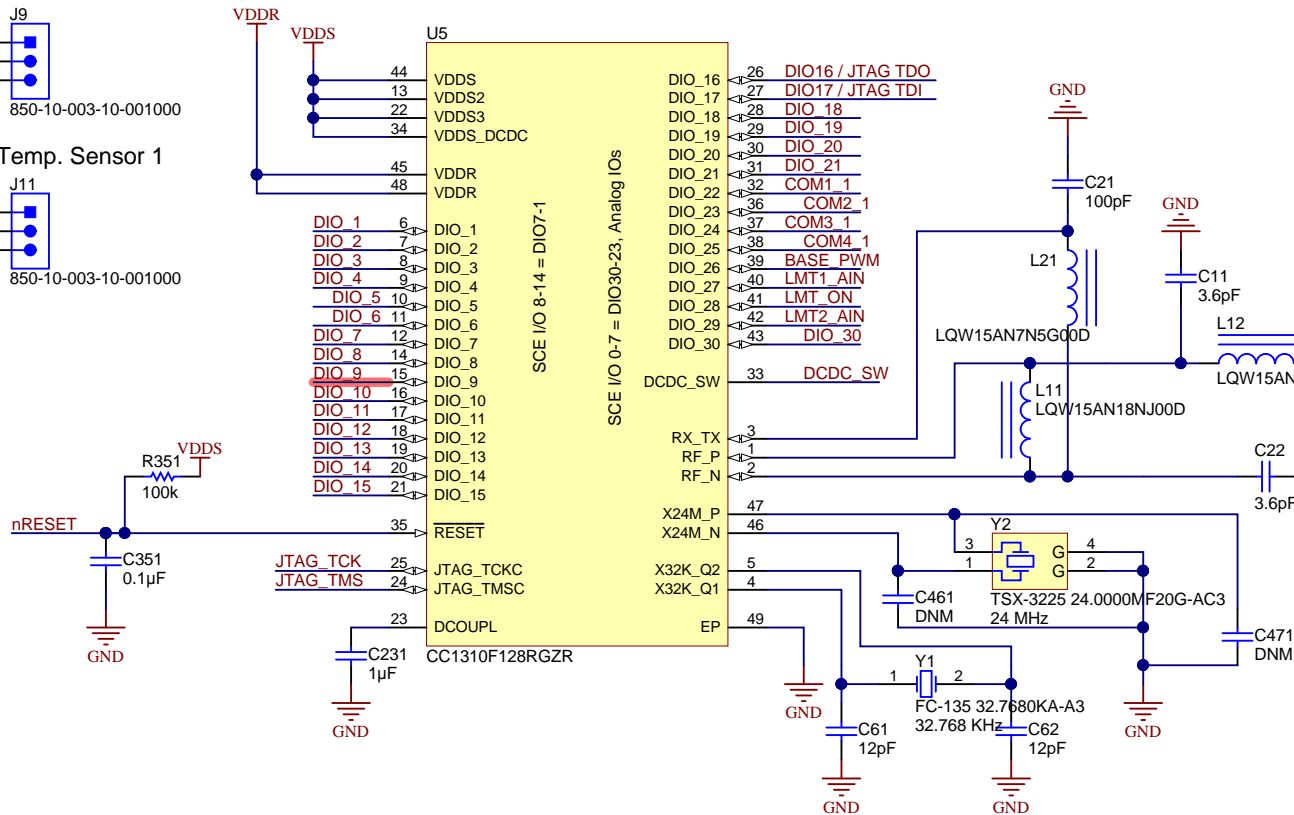 J9
850-10-003-10-001000
Temp. Sensor 1
J11
850-10-003-10-001000
VDDR
VDDS
U5
44 VDDS
13 VDDS2
22 VDDS3
34 VDDS_DCDC
45 VDDR
48 VDDR
DIO_1 6 DIO_1
DIO_2 7 DIO_2
DIO_3 8 DIO_3
DIO_4 9 DIO_4
DIO_5 10 DIO_5
DIO_6 11 DIO_6
DIO_7 12 DIO_7
DIO_8 14 DIO_8
DIO_9 15 DIO_9
DIO_10 16 DIO_10
DIO_11 17 DIO_11
DIO_12 18 DIO_12
DIO_13 19 DIO_13
DIO_14 20 DIO_14
DIO_15 21 DIO_15
nRESET 35 RESET
JTAG_TCK 25 JTAG_TCKC
JTAG_TMS 24 JTAG_TMSC
23 DCOUPL
CC1310F128RGZR
SCE I/O 8-14 = DIO7-1
SCE I/O 0-7 = DIO30-23, Analog IOs
DIO_16 26 DIO16 / JTAG TDO
DIO_17 27 DIO17 / JTAG TDI
DIO_18 28 DIO_18
DIO_19 29 DIO_19
DIO_20 30 DIO_20
DIO_21 31 DIO_21
DIO_22 32 COM1_1
DIO_23 36 COM2_1
DIO_24 37 COM3_1
DIO_25 38 COM4_1
DIO_26 39 BASE_PWM
DIO_27 40 LMT1_AIN
DIO_28 41 LMT_ON
DIO_29 42 LMT2_AIN
DIO_30 43 DIO_30
DCDC_SW 33 DCDC_SW
RX_TX 3
RF_P 1
RF_N 2
X24M_P 47
X24M_N 46
X32K_Q2 5
X32K_Q1 4
EP 49
VDDS
R351
100k
C351
0.1µF
GND
C231
1µF
GND
GND
C21
100pF
L21
LQW15AN7N5G00D
GND
C11
3.6pF
L12
LQW15AN
L11
LQW15AN18NJ00D
C22
3.6pF
Y2
3 G 4
1 G 2
TSX-3225 24.0000MF20G-AC3
24 MHz
C461
DNM
C471
DNM
GND
GND
Y1
1 2
FC-135 32.7680KA-A3
32.768 KHz
C61
12pF
C62
12pF
GND
GND